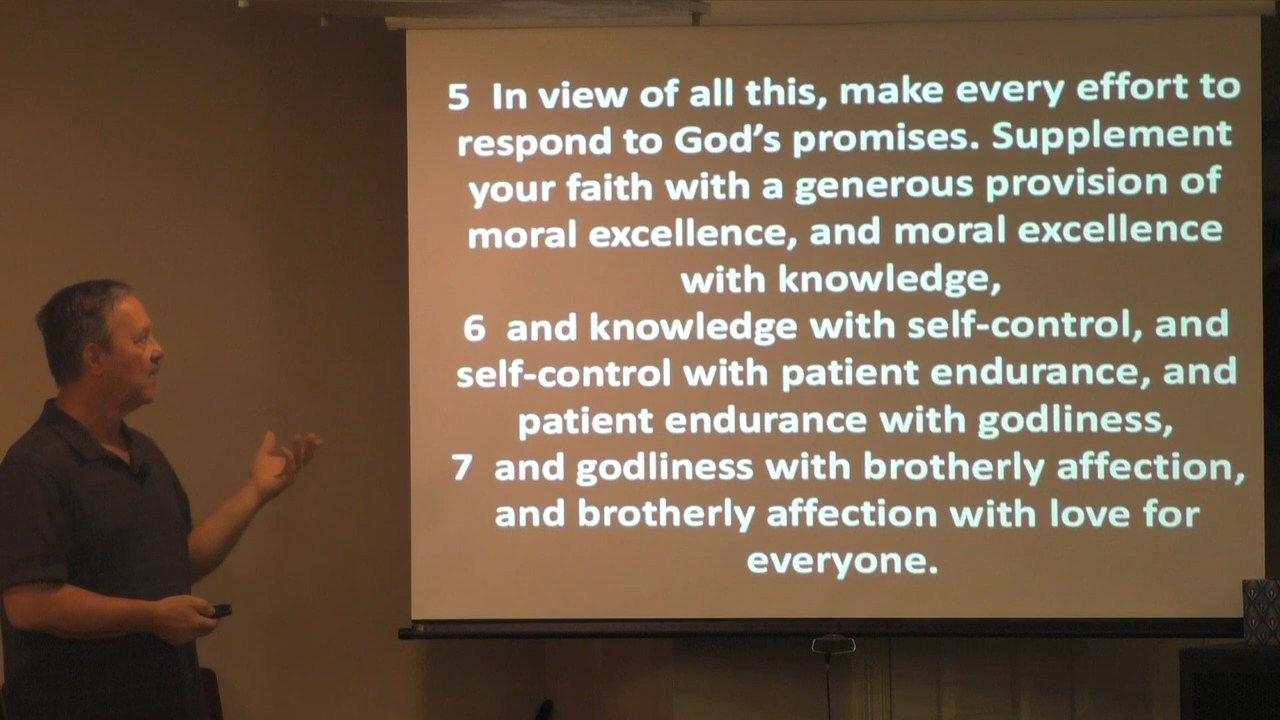 5 In view of all this, make every effort to
respond to God’s promises. Supplement
your faith with a generous provision of
moral excellence, and moral excellence
with knowledge,
6 and knowledge with self-control, and
self-control with patient endurance, and
patient endurance with godliness,
7 and godliness with brotherly affection,
and brotherly affection with love for
everyone.